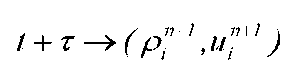 t + τ → ( ρ_i^{n+1}, u_i^{n+1} )